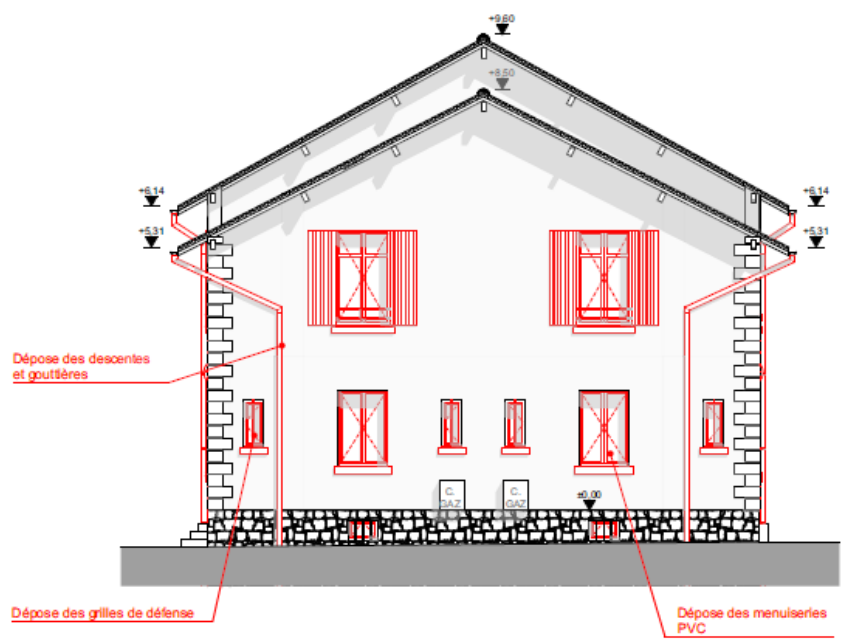 +9,60
+8,50
+6,14
+6,14
+5,31
+5,31
Dépose des descentes
et gouttières
C.
GAZ
C.
GAZ
±0,00
Dépose des grilles de défense
Dépose des menuiseries
PVC